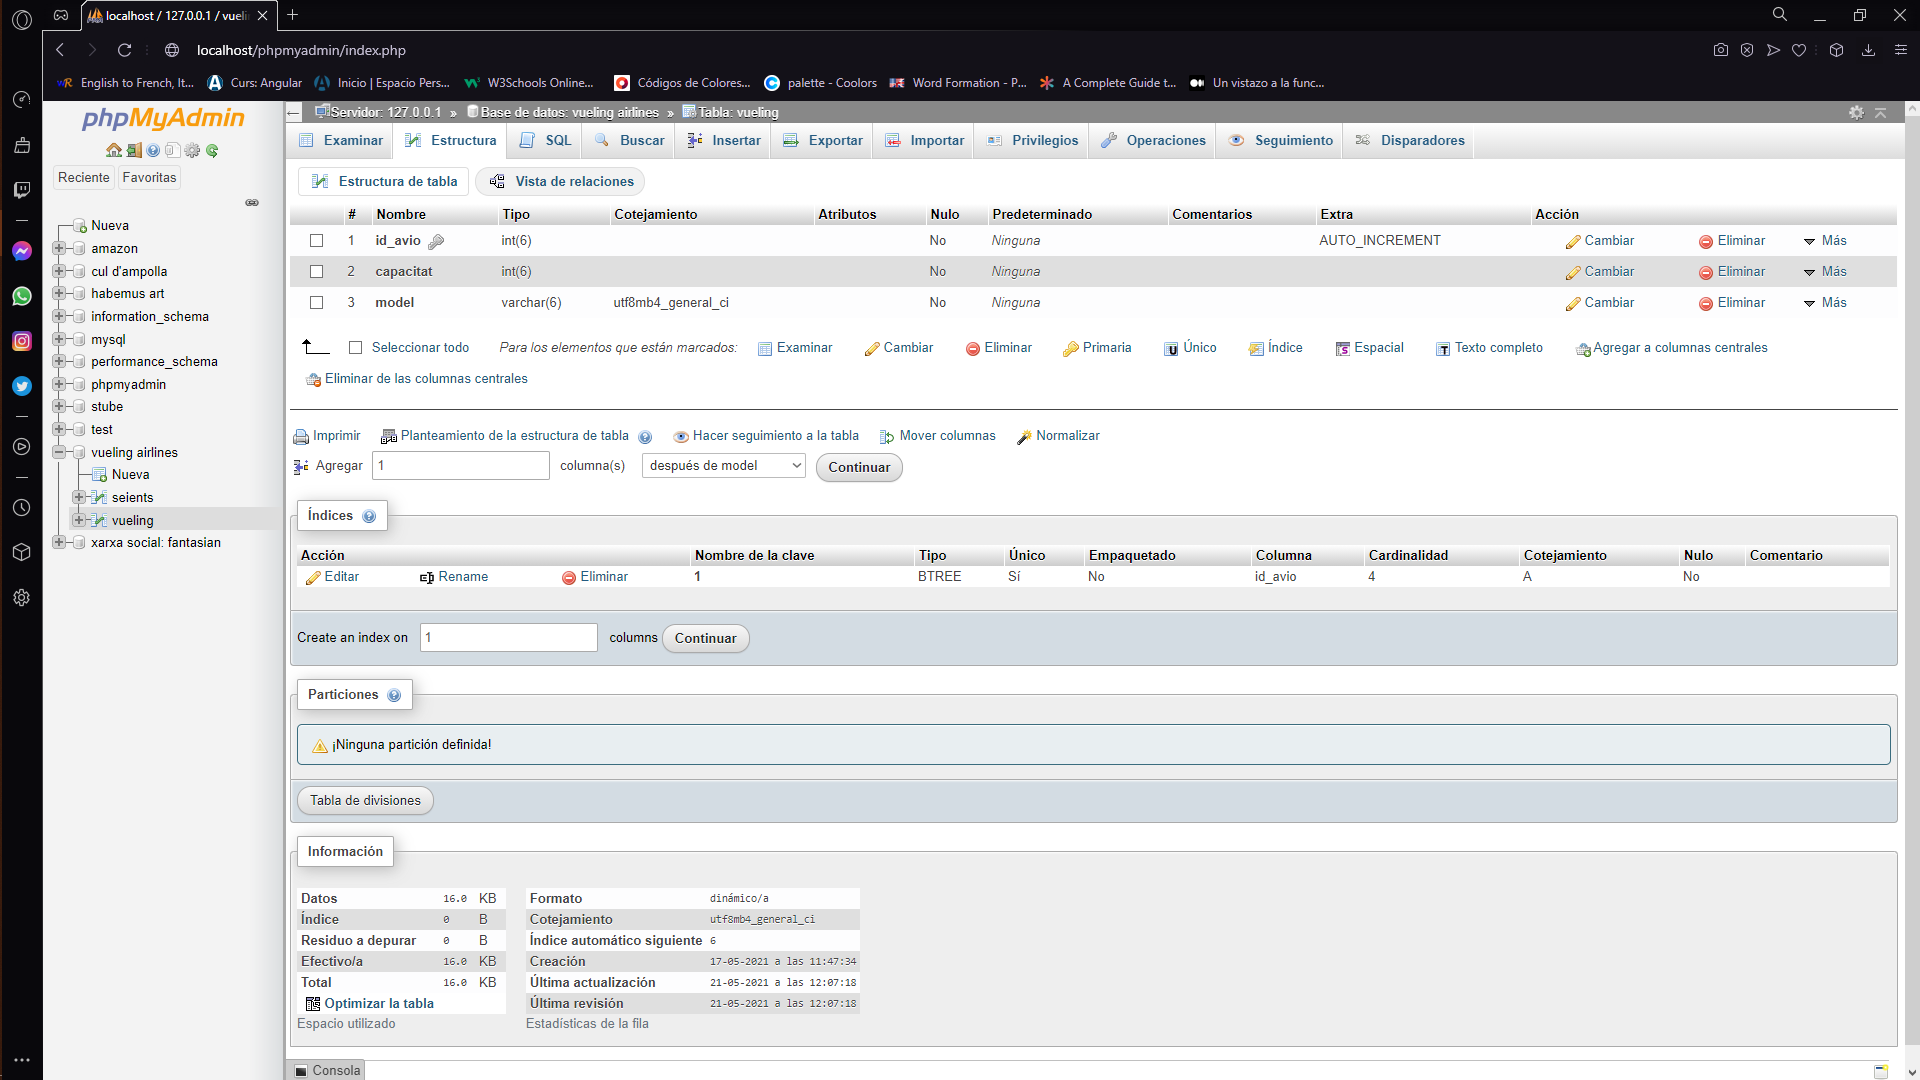 localhost / 127.0.0.1 / vueli
localhost/phpmyadmin/index.php
English to French, It...
Curs: Angular
Inicio | Espacio Pers...
W3Schools Online...
Códigos de Colores...
palette - Coolors
Word Formation - P...
A Complete Guide t...
Un vistazo a la func...
phpMyAdmin
Reciente
Favoritas
Nueva
amazon
cul d'ampolla
habemus art
information_schema
mysql
performance_schema
phpmyadmin
stube
test
vueling airlines
Nueva
seients
vueling
xarxa social: fantasian
Servidor: 127.0.0.1 » Base de datos: vueling airlines » Tabla: vueling
Examinar Estructura SQL Buscar Insertar Exportar Importar Privilegios Operaciones Seguimiento Disparadores
Estructura de tabla Vista de relaciones
# Nombre Tipo Cotejamiento Atributos Nulo Predeterminado Comentarios Extra Acción
1 id_avio int(6) No Ninguna AUTO_INCREMENT Cambiar Eliminar Más
2 capacitat int(6) No Ninguna Cambiar Eliminar Más
3 model varchar(6) utf8mb4_general_ci No Ninguna Cambiar Eliminar Más
Seleccionar todo Para los elementos que están marcados: Examinar Cambiar Eliminar Primaria Único Índice Espacial Texto completo Agregar a columnas centrales
Eliminar de las columnas centrales
Imprimir Planteamiento de la estructura de tabla Hacer seguimiento a la tabla Mover columnas Normalizar
Agregar 1 columna(s) después de model Continuar
Índices
Acción Nombre de la clave Tipo Único Empaquetado Columna Cardinalidad Cotejamiento Nulo Comentario
Editar Rename Eliminar 1 BTREE Sí No id_avio 4 A No
Create an index on 1 columns Continuar
Particiones
¡Ninguna partición definida!
Tabla de divisiones
Información
Datos 16.0 KB
Índice 0 B
Residuo a depurar 0 B
Efectivo/a 16.0 KB
Total 16.0 KB
Optimizar la tabla
Espacio utilizado
Formato dinámico/a
Cotejamiento utf8mb4_general_ci
Índice automático siguiente 6
Creación 17-05-2021 a las 11:47:34
Última actualización 21-05-2021 a las 12:07:18
Última revisión 21-05-2021 a las 12:07:18
Estadísticas de la fila
Consola